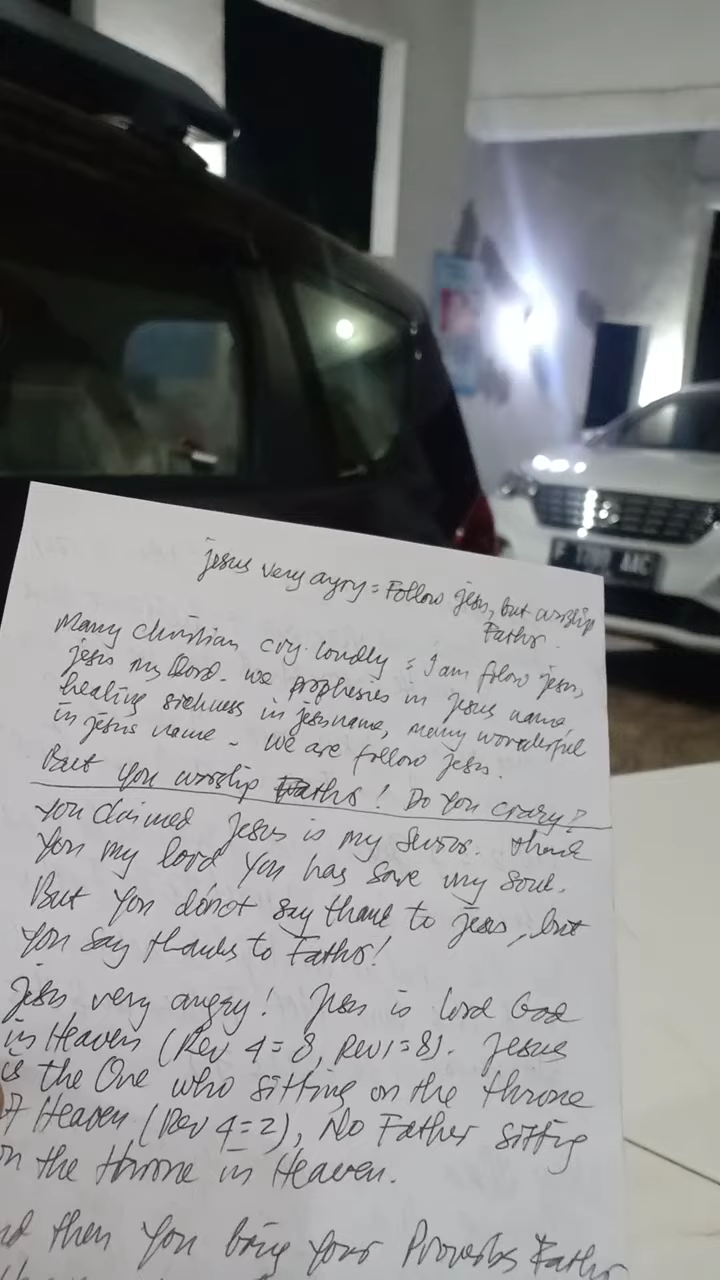 Jesus very angry = Follow Jesus, but worship
Father.
Many Christian cry loudly : I am follow Jesus,
Jesus my Lord. we prophesies in Jesus name
healing sickness in Jesus name, many wonderful
in Jesus name - We are follow Jesus.
But you worship Father! Do You crazy?
You claimed Jesus is my Savior. thank
You my lord You has save my soul.
But You donot say thank to Jesus, but
You say thanks to Father!
Jesus very angry! Jesus is Lord God
in Heaven (Rev 4=8, Rev 1=8). Jesus
is the One who sitting on the throne
of Heaven (Rev 4=2), No Father sitting
on the throne in Heaven.
then You bring Your Proverbs Father